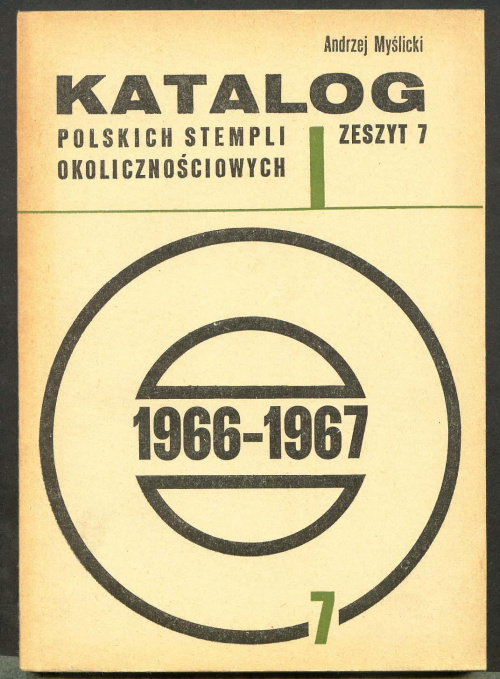 Andrzej Myślicki
KATALOG
POLSKICH STEMPLI
OKOLICZNOŚCIOWYCH
ZESZYT 7
1966-1967
7